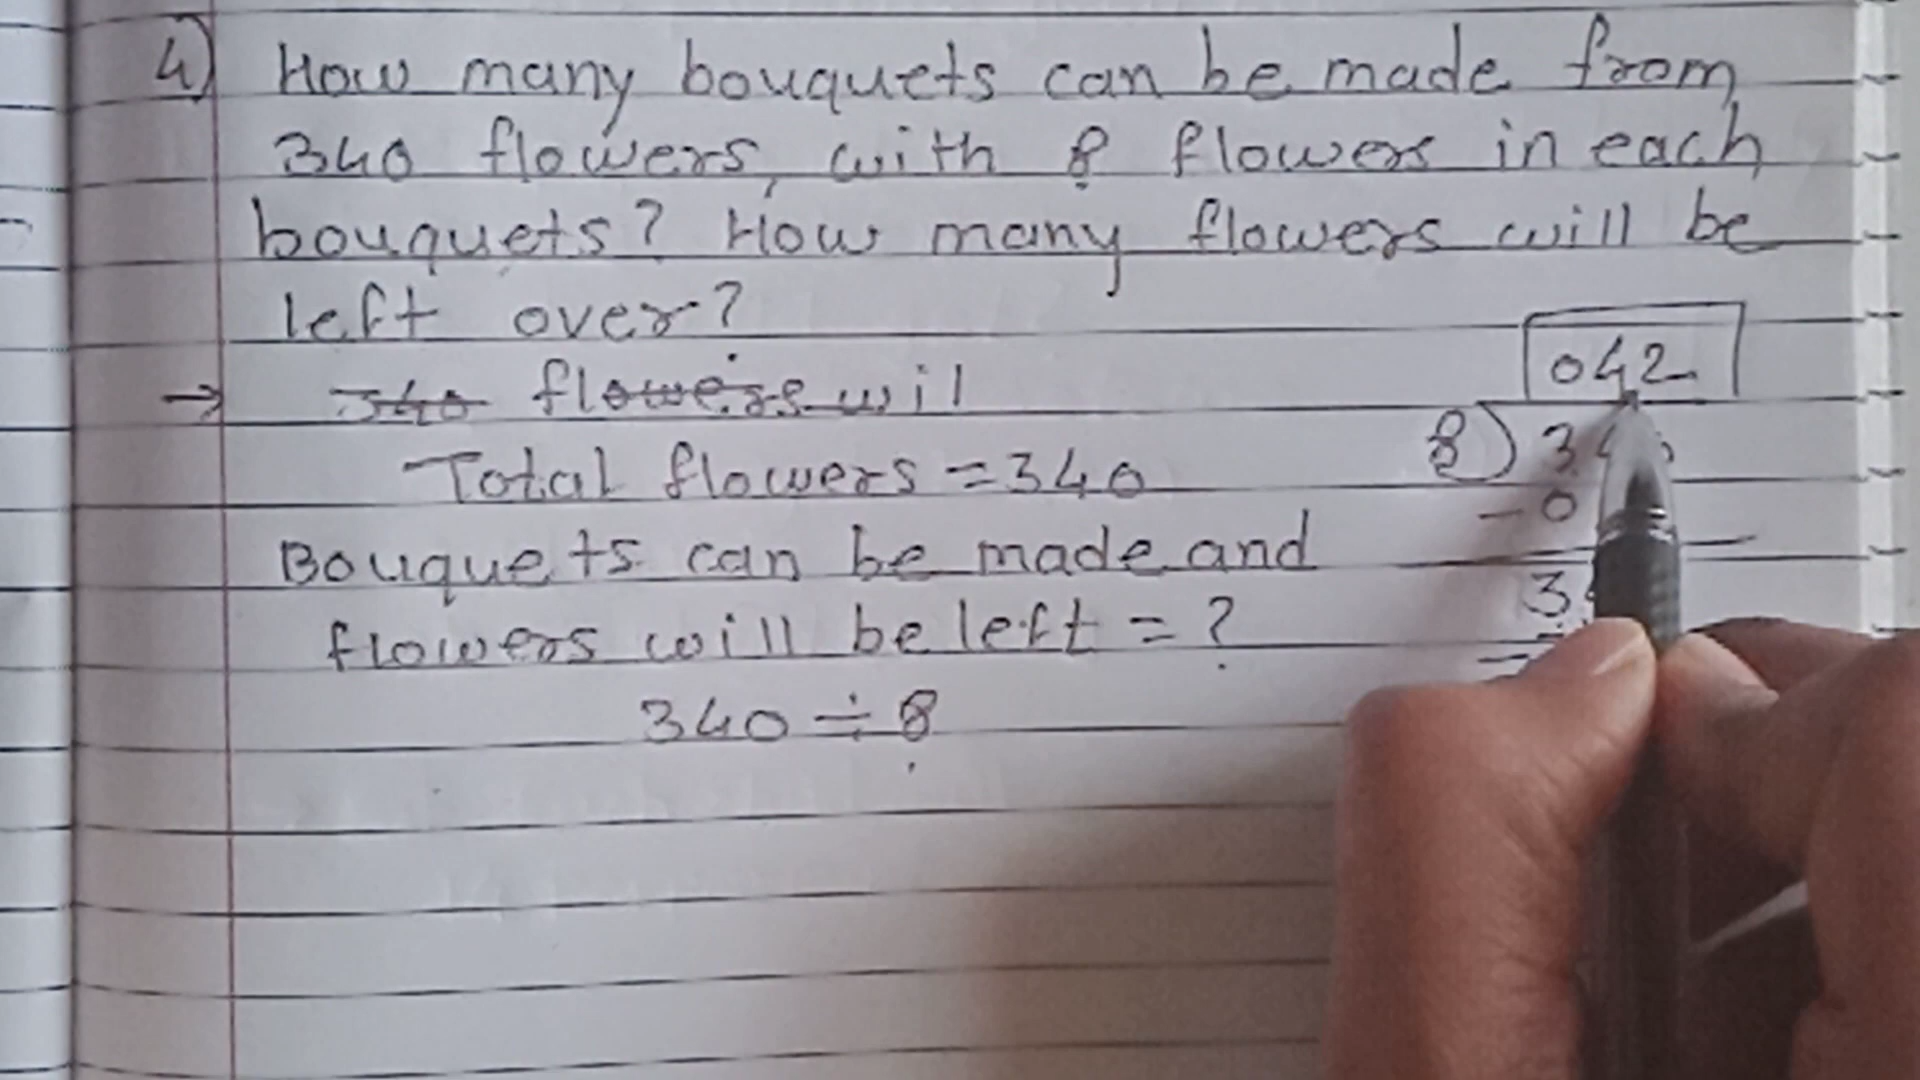 4) How many bouquets can be made from
340 flowers, with 8 flowers in each
bouquets? How many flowers will be
left over?
→ 340 flowers wil
Total flowers = 340
Bouquets can be made and
flowers will be left = ?
340 ÷ 8
042
8) 3
- 0
3